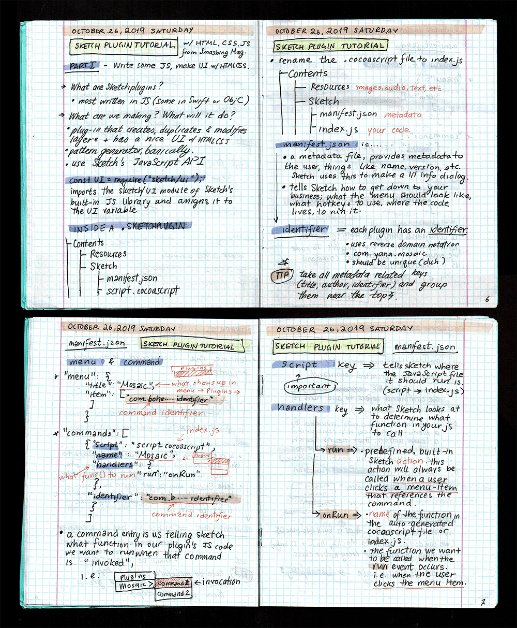 OCTOBER 26, 2019 SATURDAY
SKETCH PLUGIN TUTORIAL w/ HTML, CSS, JS
from Smashing Mag.
PART I - Write some JS, make UI w/ HTML/CSS.
→ What are Sketch plugins?
• most written in JS (some in Swift or ObjC)
→ What are we making? What will it do?
• plug-in that creates, duplicates & modifies
layers + has a nice UI w/ HTML/CSS
• pattern generator, basically.
• use Sketch's JavaScript API
const UI = require("sketch/ui");
imports the sketch/UI module of Sketch's
built-in JS library and assigns it to
the UI variable
INSIDE A .SKETCHPLUGIN
Contents
Resources
Sketch
manifest.json
script.cocoascript
OCTOBER 26, 2019 SATURDAY
SKETCH PLUGIN TUTORIAL
• rename the .cocoascript file to index.js
Contents
Resources images, audio, text, etc.
Sketch
manifest.json metadata
index.js your code
manifest.json is...
• a metadata file, provides metadata to
the user, things like name, version, etc.
Sketch uses this to make a lil info dialog.
• tells Sketch how to get down to your
business; what the menu should look like,
what hotkeys to use, where the code
lives, to run it.
identifier = each plugin has an identifier
• uses reverse domain notation
• com.yana.mosaic
• should be unique (duh)
TIP take all metadata related keys
(title, author, identifier) and group
them near the top
6
OCTOBER 26, 2019 SATURDAY
manifest.json SKETCH PLUGIN TUTORIAL
menu & command
"menu": {
"title": "Mosaic", ← what shows up in
menu → Plugins →
"item": [
identifier"
command identifier
]
}
"commands": [
index.js
{ "script": "script.cocoascript"
"name": "Mosaic",
"handlers": {
what func() to run "run": "onRun"
},
"identifier": "com.b---- identifier"
command identifier
}
]
• a command entry is us telling sketch
what function in our plugin's JS code
we want to run when that command
is "invoked";
i.e. Plugins
Mosaic > command1 ← invocation
command2
OCTOBER 26, 2019 SATURDAY
SKETCH PLUGIN TUTORIAL manifest.json
script key → tells sketch where
the JavaScript file
it should run is.
(script → index.js)
important
handlers key → what Sketch looks at
to determine what
function in your js
to call
run → • predefined, built-in
Sketch action. this
action will always be
called when a user
clicks a menu-item
that references the
command.
onRun → • name of the function in
the auto-generated
cocoascript file or
index.js.
• the function we want
to be called when the
run event occurs.
i.e. when the user
clicks the menu item.
7